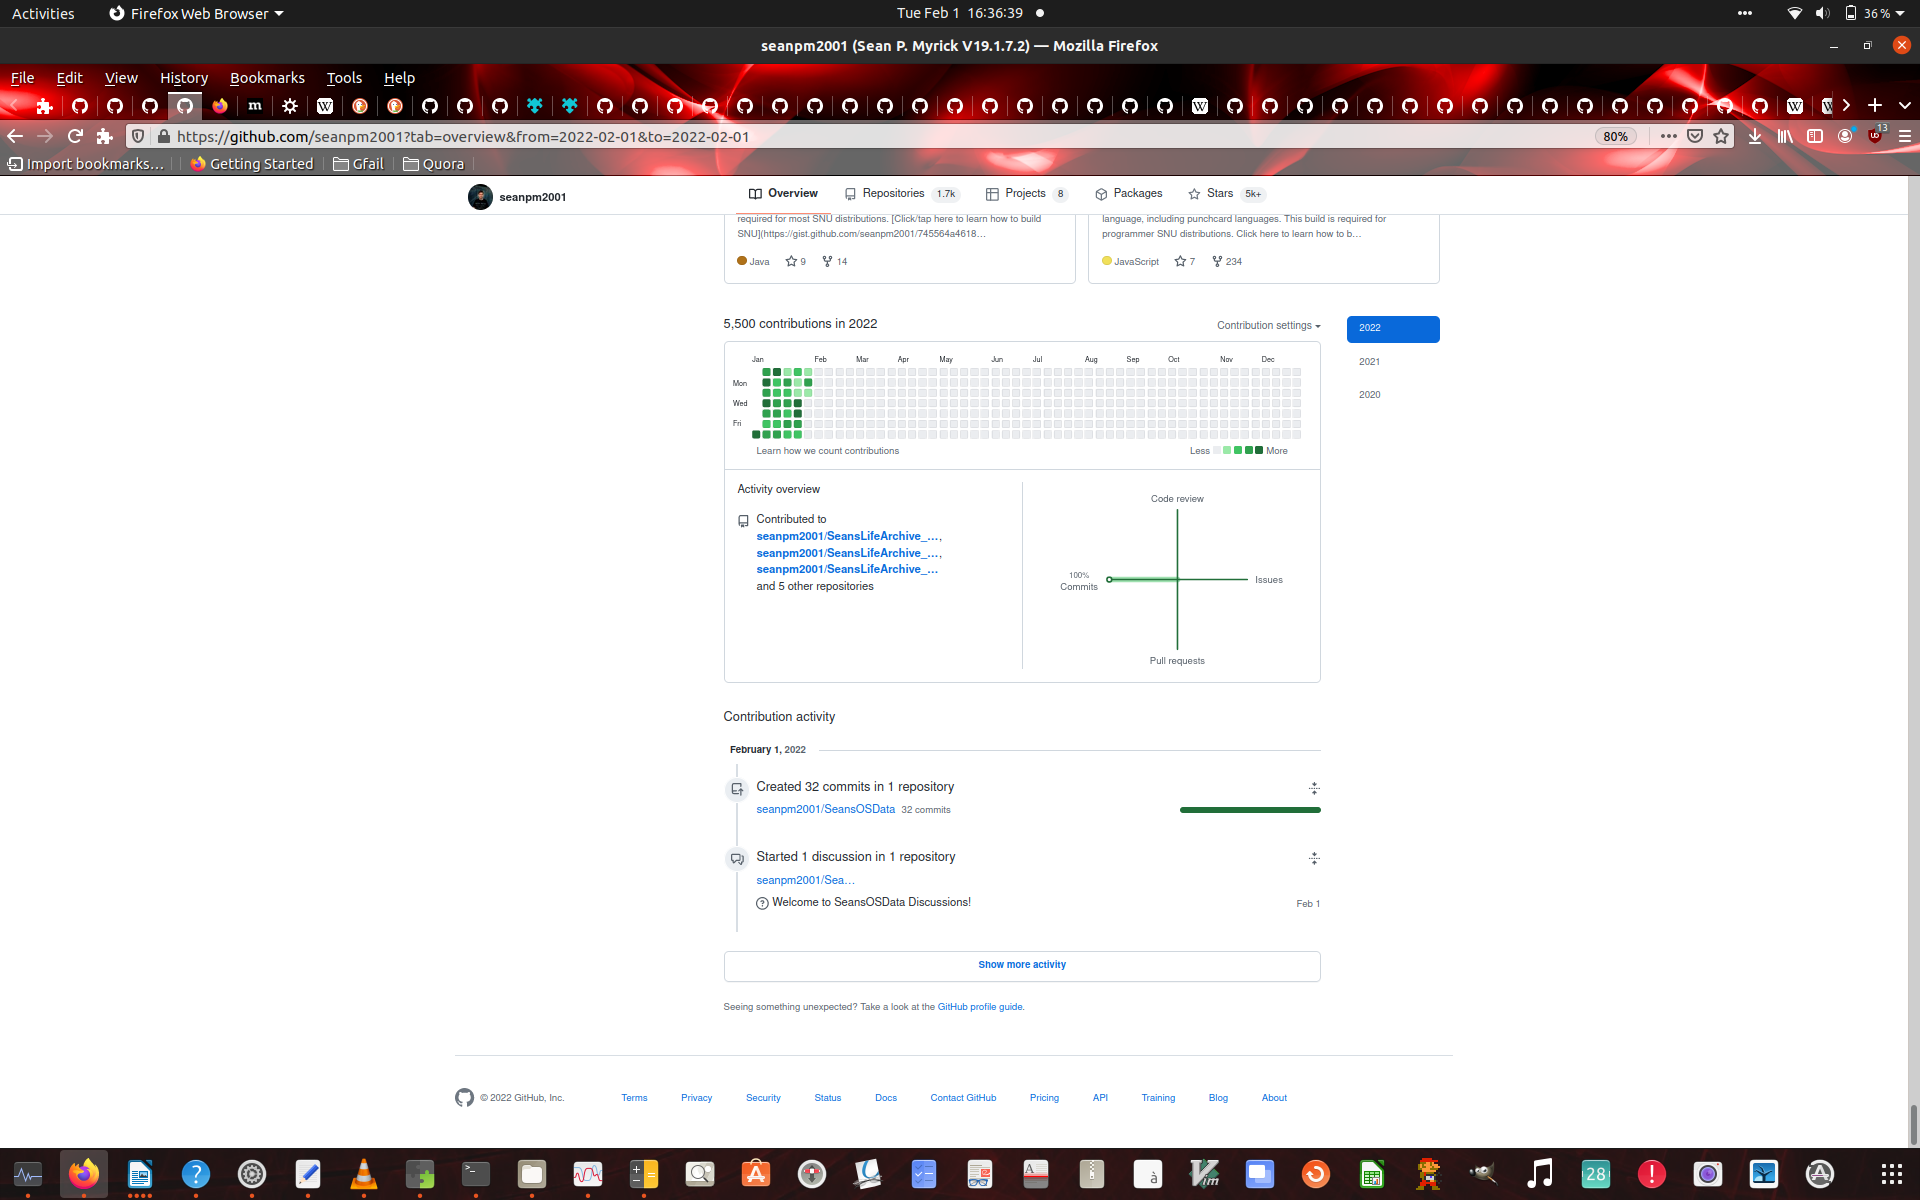 Activities
Firefox Web Browser
Tue Feb 1 16:36:39
36%
seanpm2001 (Sean P. Myrick V19.1.7.2) — Mozilla Firefox
File Edit View History Bookmarks Tools Help
https://github.com/seanpm2001?tab=overview&from=2022-02-01&to=2022-02-01
80%
13
Import bookmarks...
Getting Started
Gfail
Quora
seanpm2001
Overview
Repositories 1.7k
Projects 8
Packages
Stars 5k+
required for most SNU distributions. [Click/tap here to learn how to build
SNU](https://gist.github.com/seanpm2001/745564a4618...
Java 9 14
language, including punchcard languages. This build is required for
programmer SNU distributions. Click here to learn how to b...
JavaScript 7 234
5,500 contributions in 2022
Contribution settings
2022
2021
2020
Jan Feb Mar Apr May Jun Jul Aug Sep Oct Nov Dec
Mon
Wed
Fri
Learn how we count contributions
Less More
Activity overview
Contributed to
seanpm2001/SeansLifeArchive_...,
seanpm2001/SeansLifeArchive_...,
seanpm2001/SeansLifeArchive_...
and 5 other repositories
Code review
100%
Commits
Issues
Pull requests
Contribution activity
February 1, 2022
Created 32 commits in 1 repository
seanpm2001/SeansOSData 32 commits
Started 1 discussion in 1 repository
seanpm2001/Sea...
Welcome to SeansOSData Discussions!
Feb 1
Show more activity
Seeing something unexpected? Take a look at the GitHub profile guide.
© 2022 GitHub, Inc.
Terms Privacy Security Status Docs Contact GitHub Pricing API Training Blog About
28